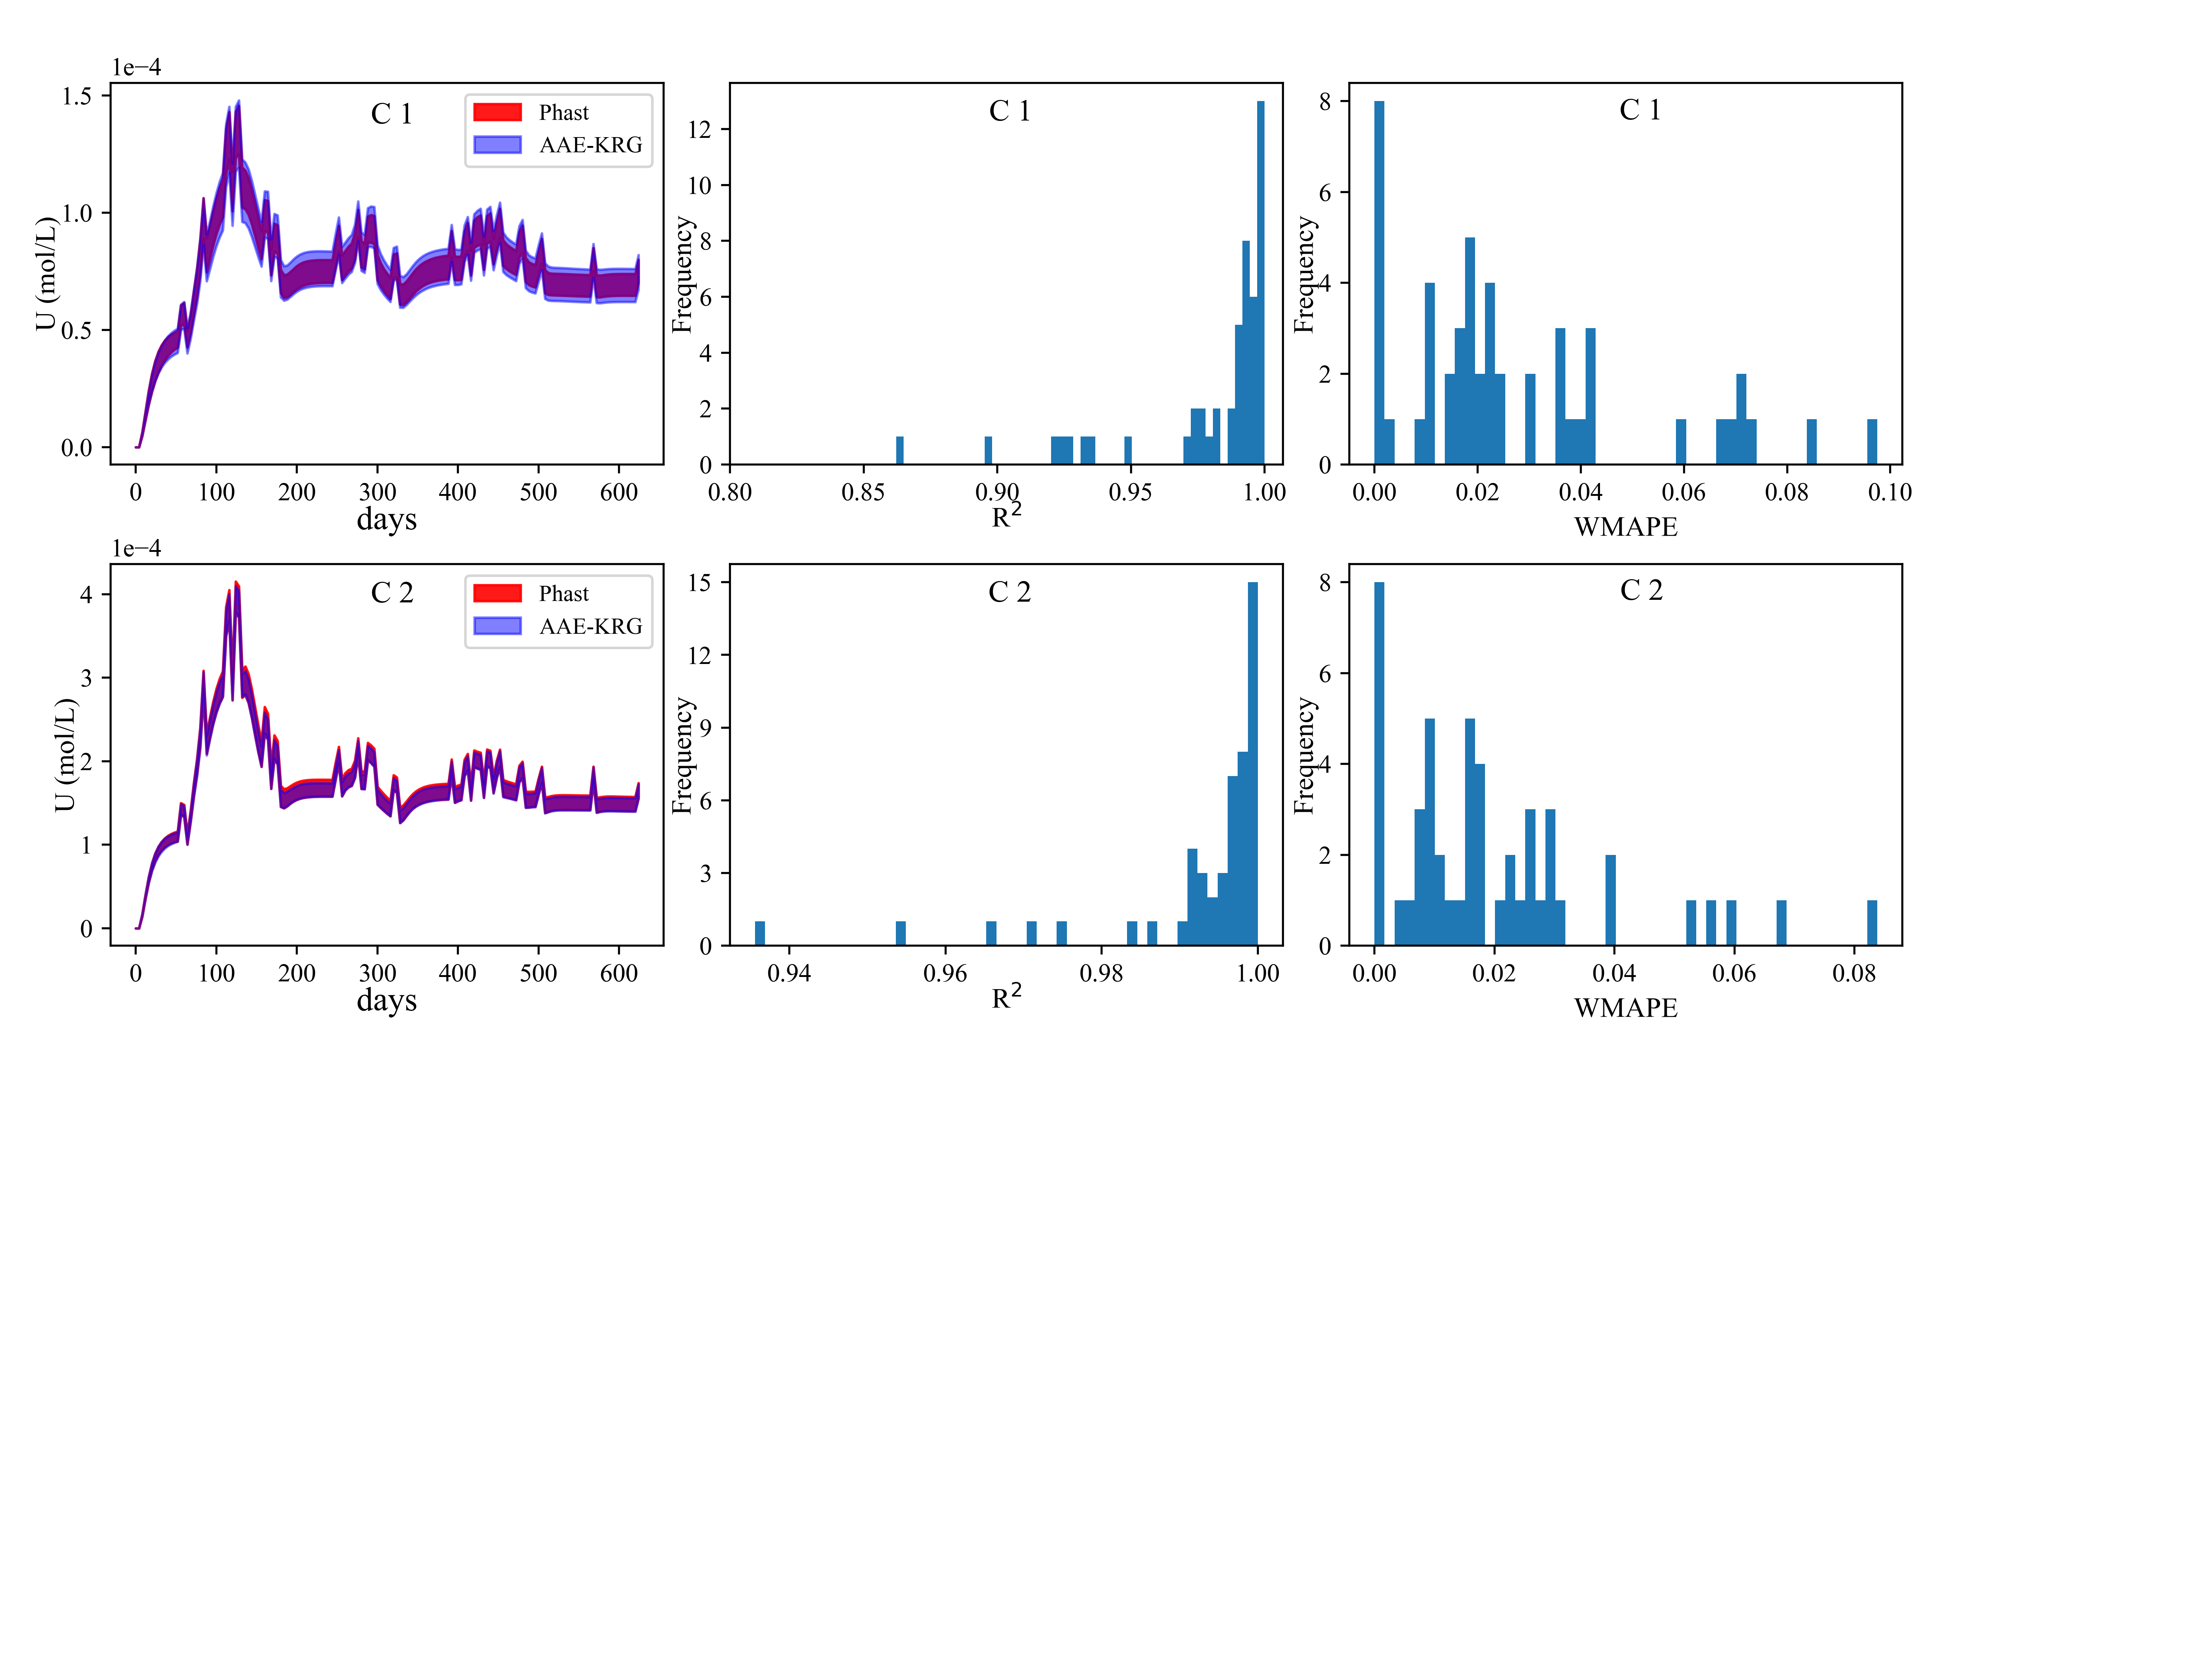 1e−4
C 1
Phast
AAE-KRG
U (mol/L)
1.5
1.0
0.5
0.0
0 100 200 300 400 500 600
days
C 1
Frequency
12
10
8
6
4
2
0
0.80 0.85 0.90 0.95 1.00
R²
C 1
Frequency
8
6
4
2
0
0.00 0.02 0.04 0.06 0.08 0.10
WMAPE
1e−4
C 2
Phast
AAE-KRG
U (mol/L)
4
3
2
1
0
0 100 200 300 400 500 600
days
C 2
Frequency
15
12
9
6
3
0
0.94 0.96 0.98 1.00
R²
C 2
Frequency
8
6
4
2
0
0.00 0.02 0.04 0.06 0.08
WMAPE